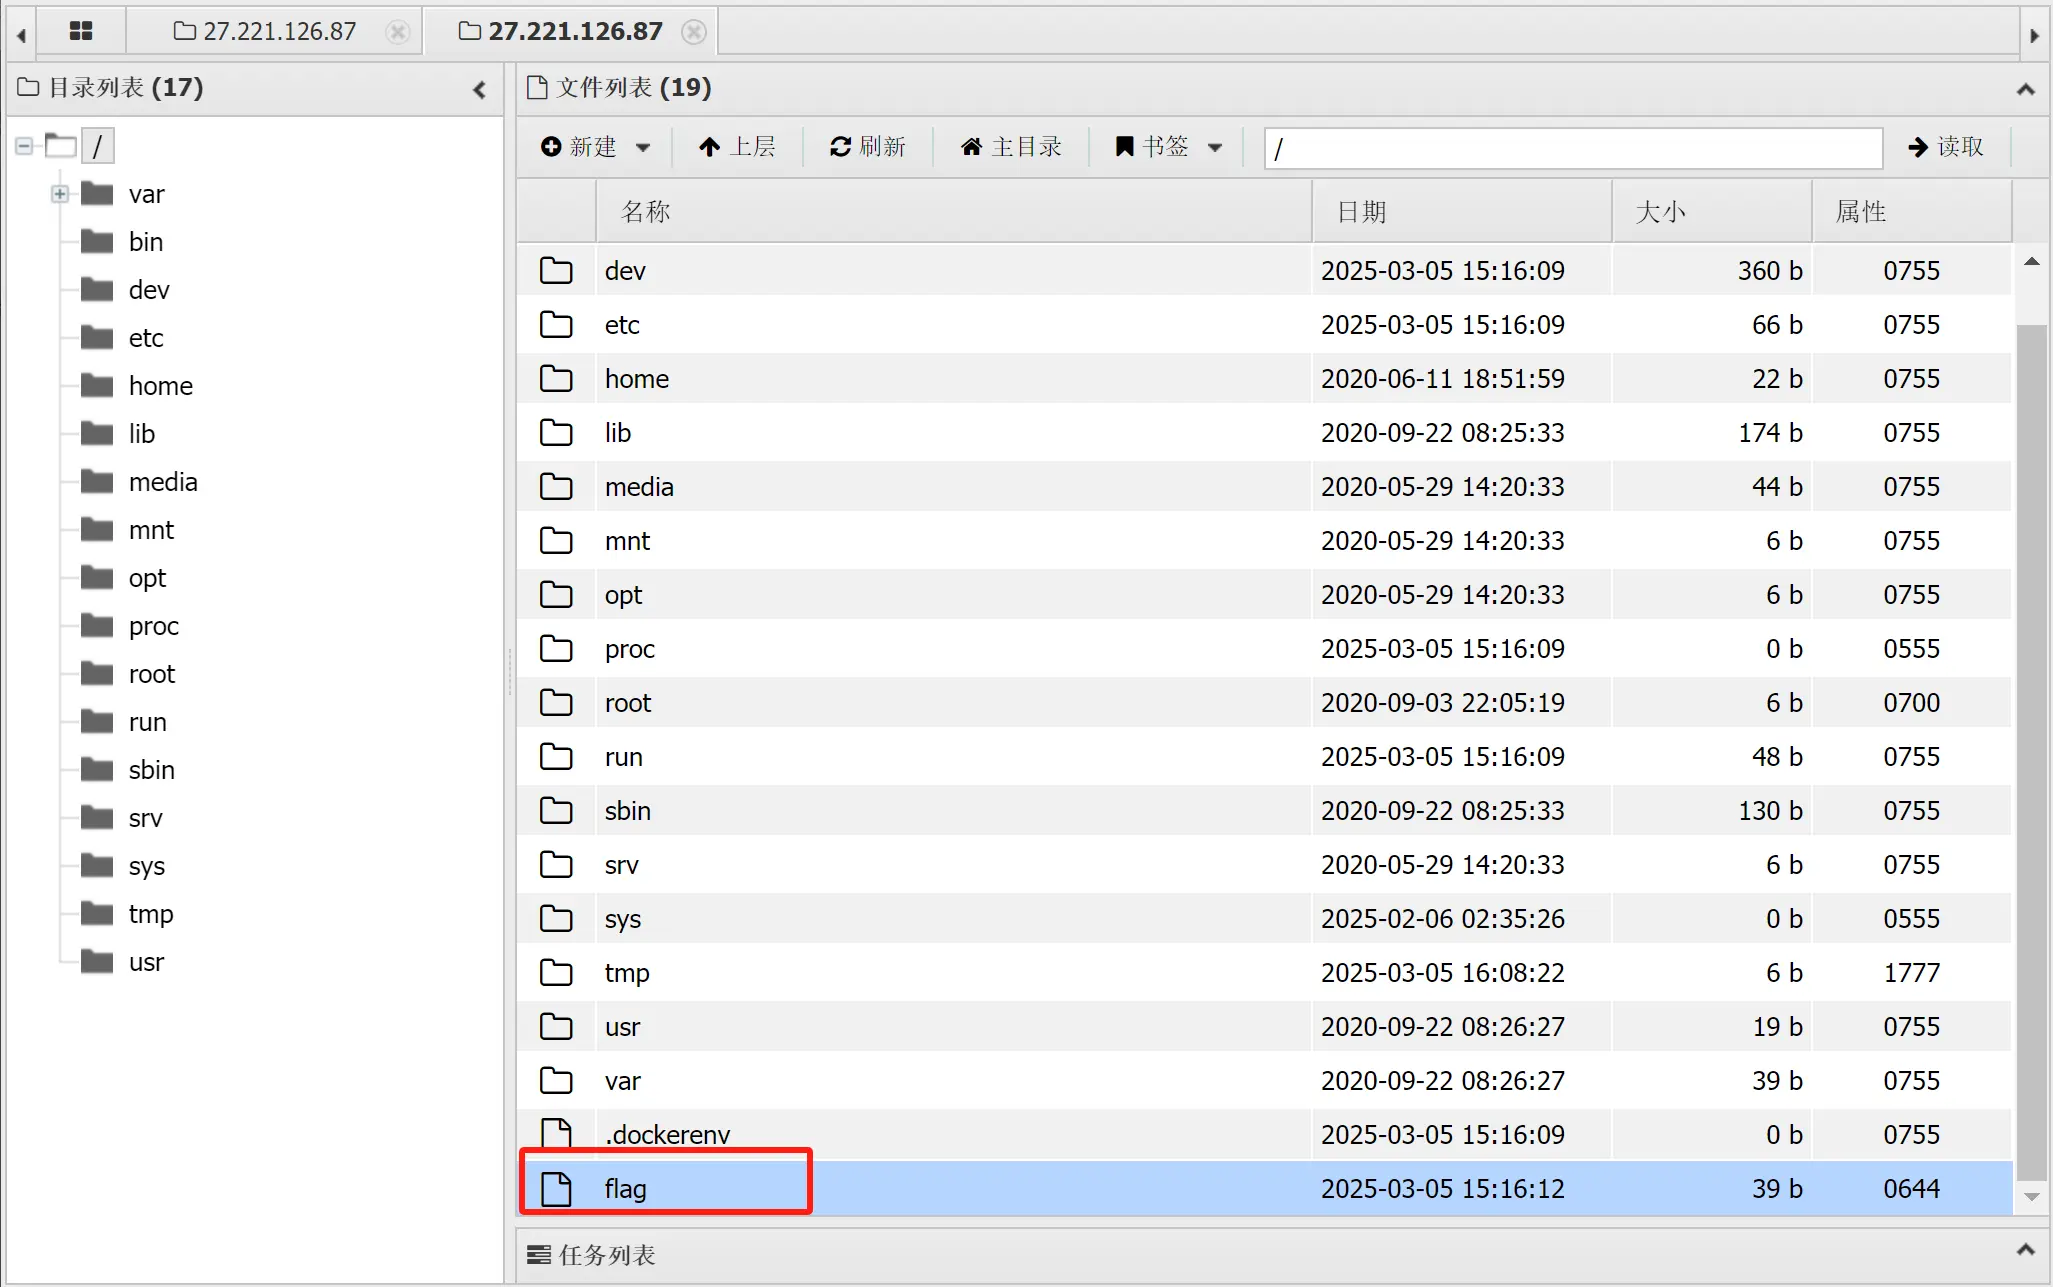 27.221.126.87 27.221.126.87
目录列表 (17)
/
var
bin
dev
etc
home
lib
media
mnt
opt
proc
root
run
sbin
srv
sys
tmp
usr
文件列表 (19)
新建 上层 刷新 主目录 书签 / 读取
名称 日期 大小 属性
dev 2025-03-05 15:16:09 360 b 0755
etc 2025-03-05 15:16:09 66 b 0755
home 2020-06-11 18:51:59 22 b 0755
lib 2020-09-22 08:25:33 174 b 0755
media 2020-05-29 14:20:33 44 b 0755
mnt 2020-05-29 14:20:33 6 b 0755
opt 2020-05-29 14:20:33 6 b 0755
proc 2025-03-05 15:16:09 0 b 0555
root 2020-09-03 22:05:19 6 b 0700
run 2025-03-05 15:16:09 48 b 0755
sbin 2020-09-22 08:25:33 130 b 0755
srv 2020-05-29 14:20:33 6 b 0755
sys 2025-02-06 02:35:26 0 b 0555
tmp 2025-03-05 16:08:22 6 b 1777
usr 2020-09-22 08:26:27 19 b 0755
var 2020-09-22 08:26:27 39 b 0755
.dockerenv 2025-03-05 15:16:09 0 b 0755
flag 2025-03-05 15:16:12 39 b 0644
任务列表